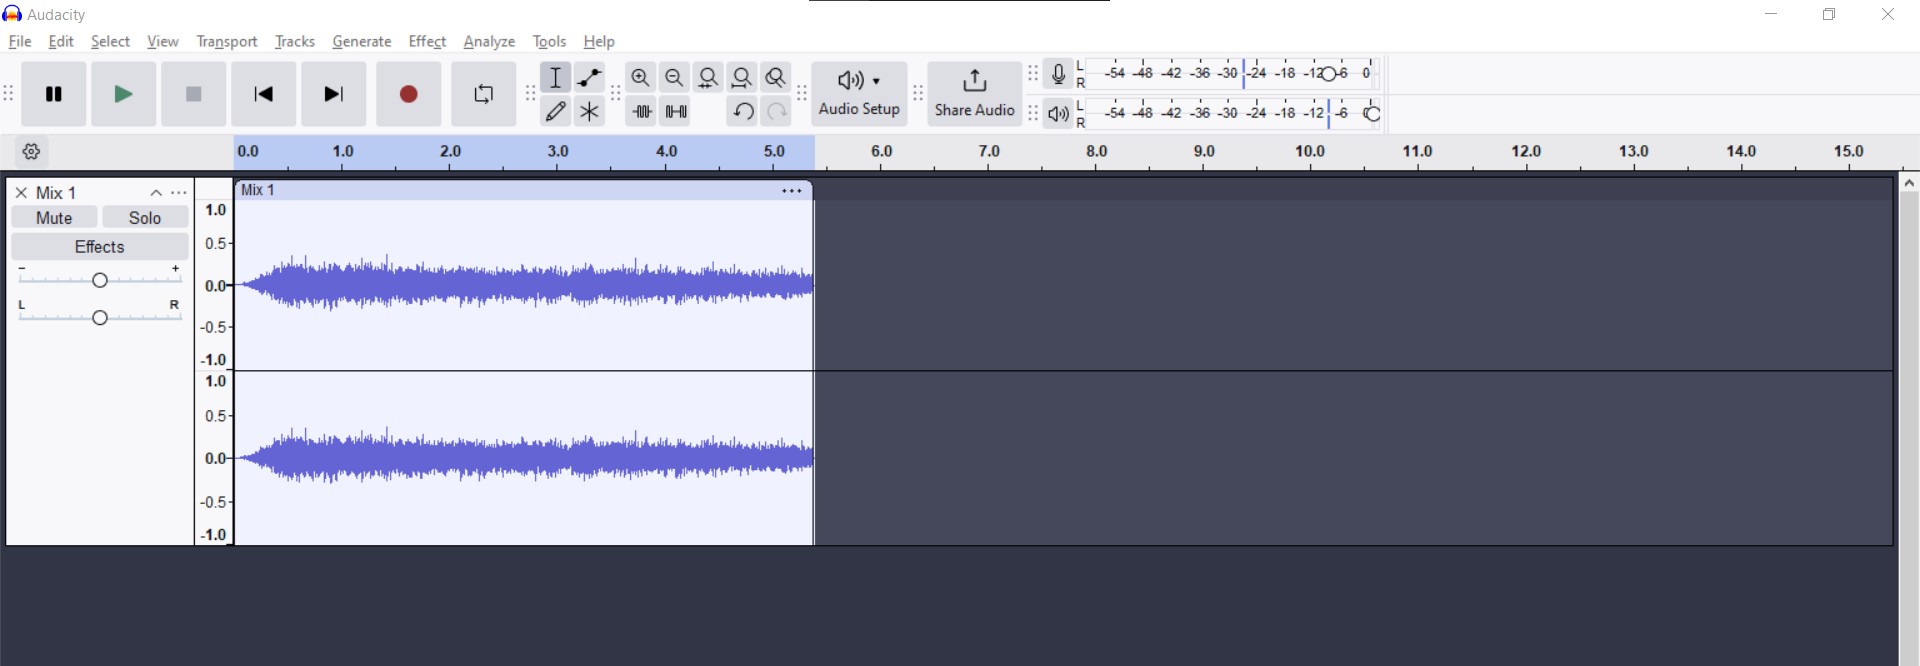 Audacity
File Edit Select View Transport Tracks Generate Effect Analyze Tools Help
Audio Setup
Share Audio
L
R
-54 -48 -42 -36 -30 -24 -18 -12 -6 0
L
R
-54 -48 -42 -36 -30 -24 -18 -12 -6 0
0.0 1.0 2.0 3.0 4.0 5.0 6.0 7.0 8.0 9.0 10.0 11.0 12.0 13.0 14.0 15.0
Mix 1
Mute Solo
Effects
- +
L R
Mix 1
1.0
0.5
0.0
-0.5
-1.0
1.0
0.5
0.0
-0.5
-1.0